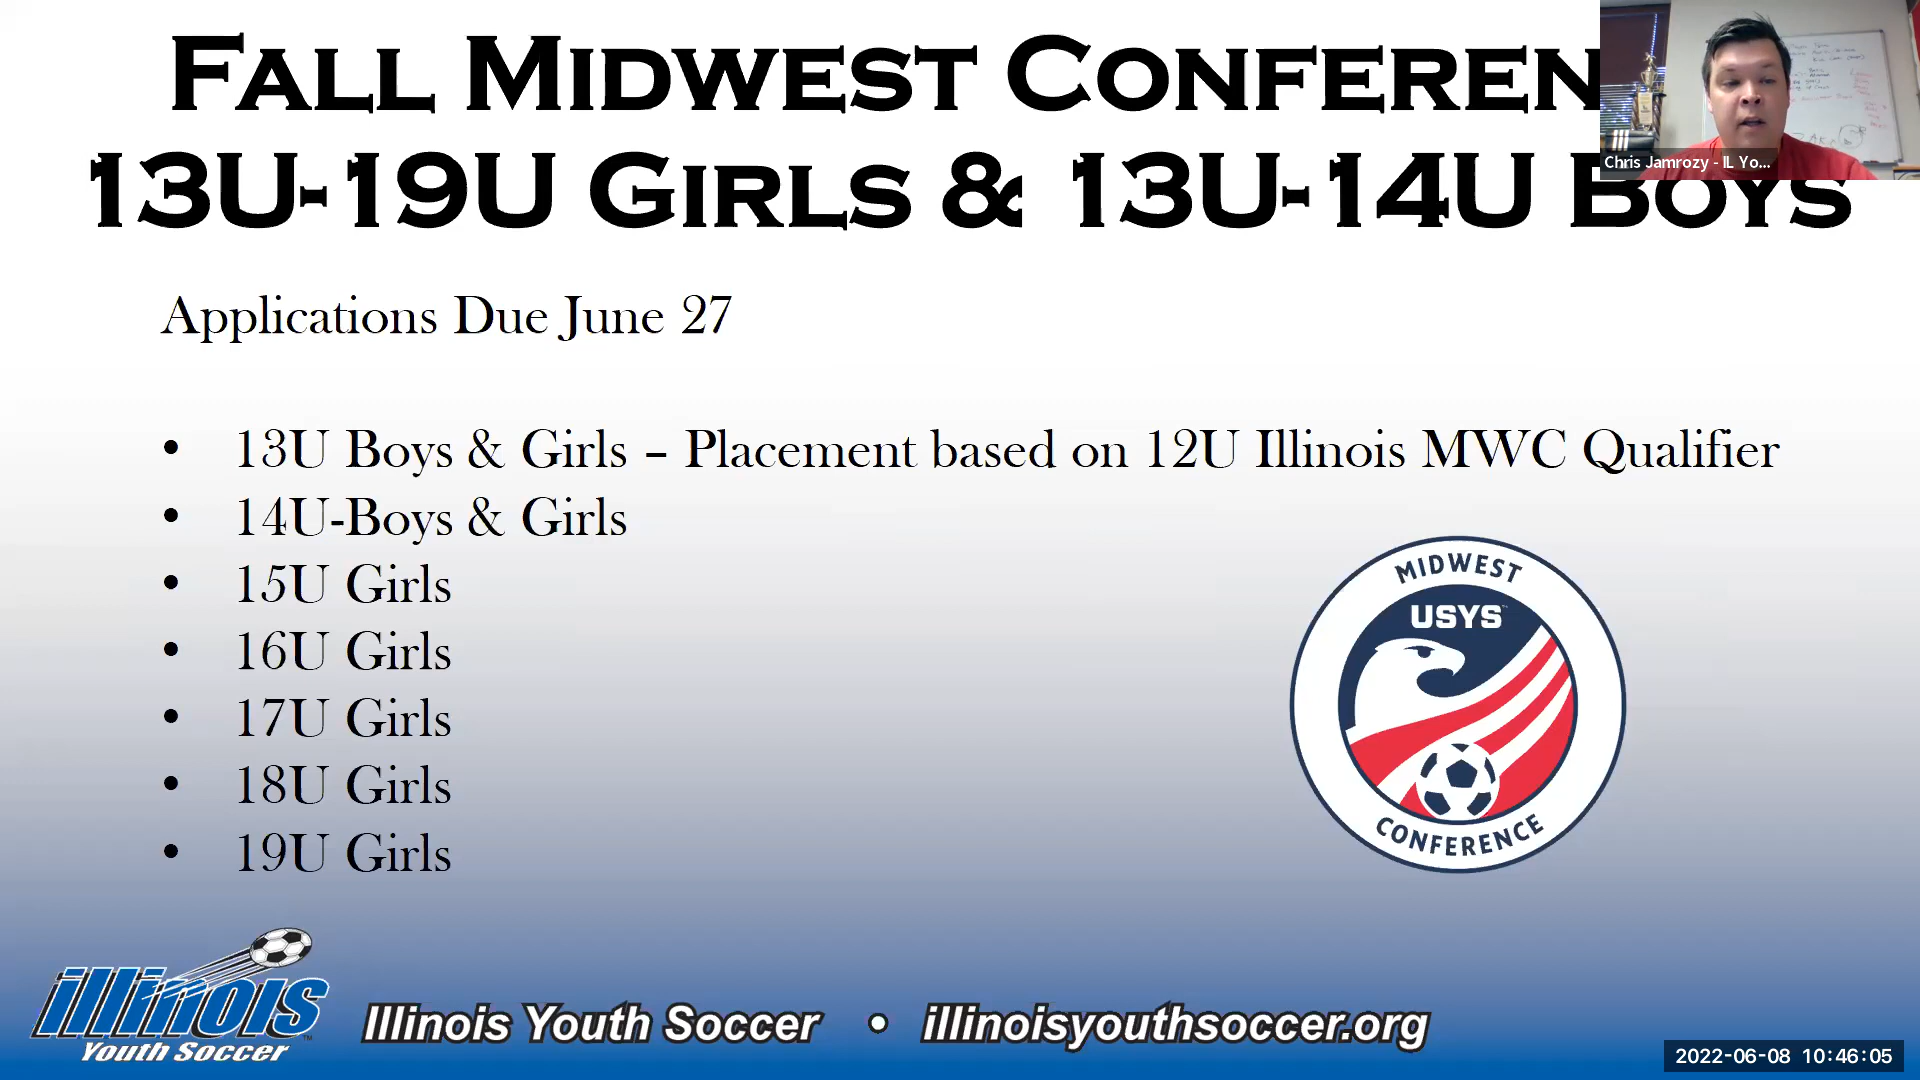 FALL MIDWEST CONFEREN
13U-19U GIRLS & 13U-14U BOYS
Chris Jamrozy - IL Yo...
Applications Due June 27
• 13U Boys & Girls – Placement based on 12U Illinois MWC Qualifier
• 14U-Boys & Girls
• 15U Girls
• 16U Girls
• 17U Girls
• 18U Girls
• 19U Girls
MIDWEST
USYS
CONFERENCE
illinois
Youth Soccer
Illinois Youth Soccer • illinoisyouthsoccer.org
2022-06-08 10:46:05